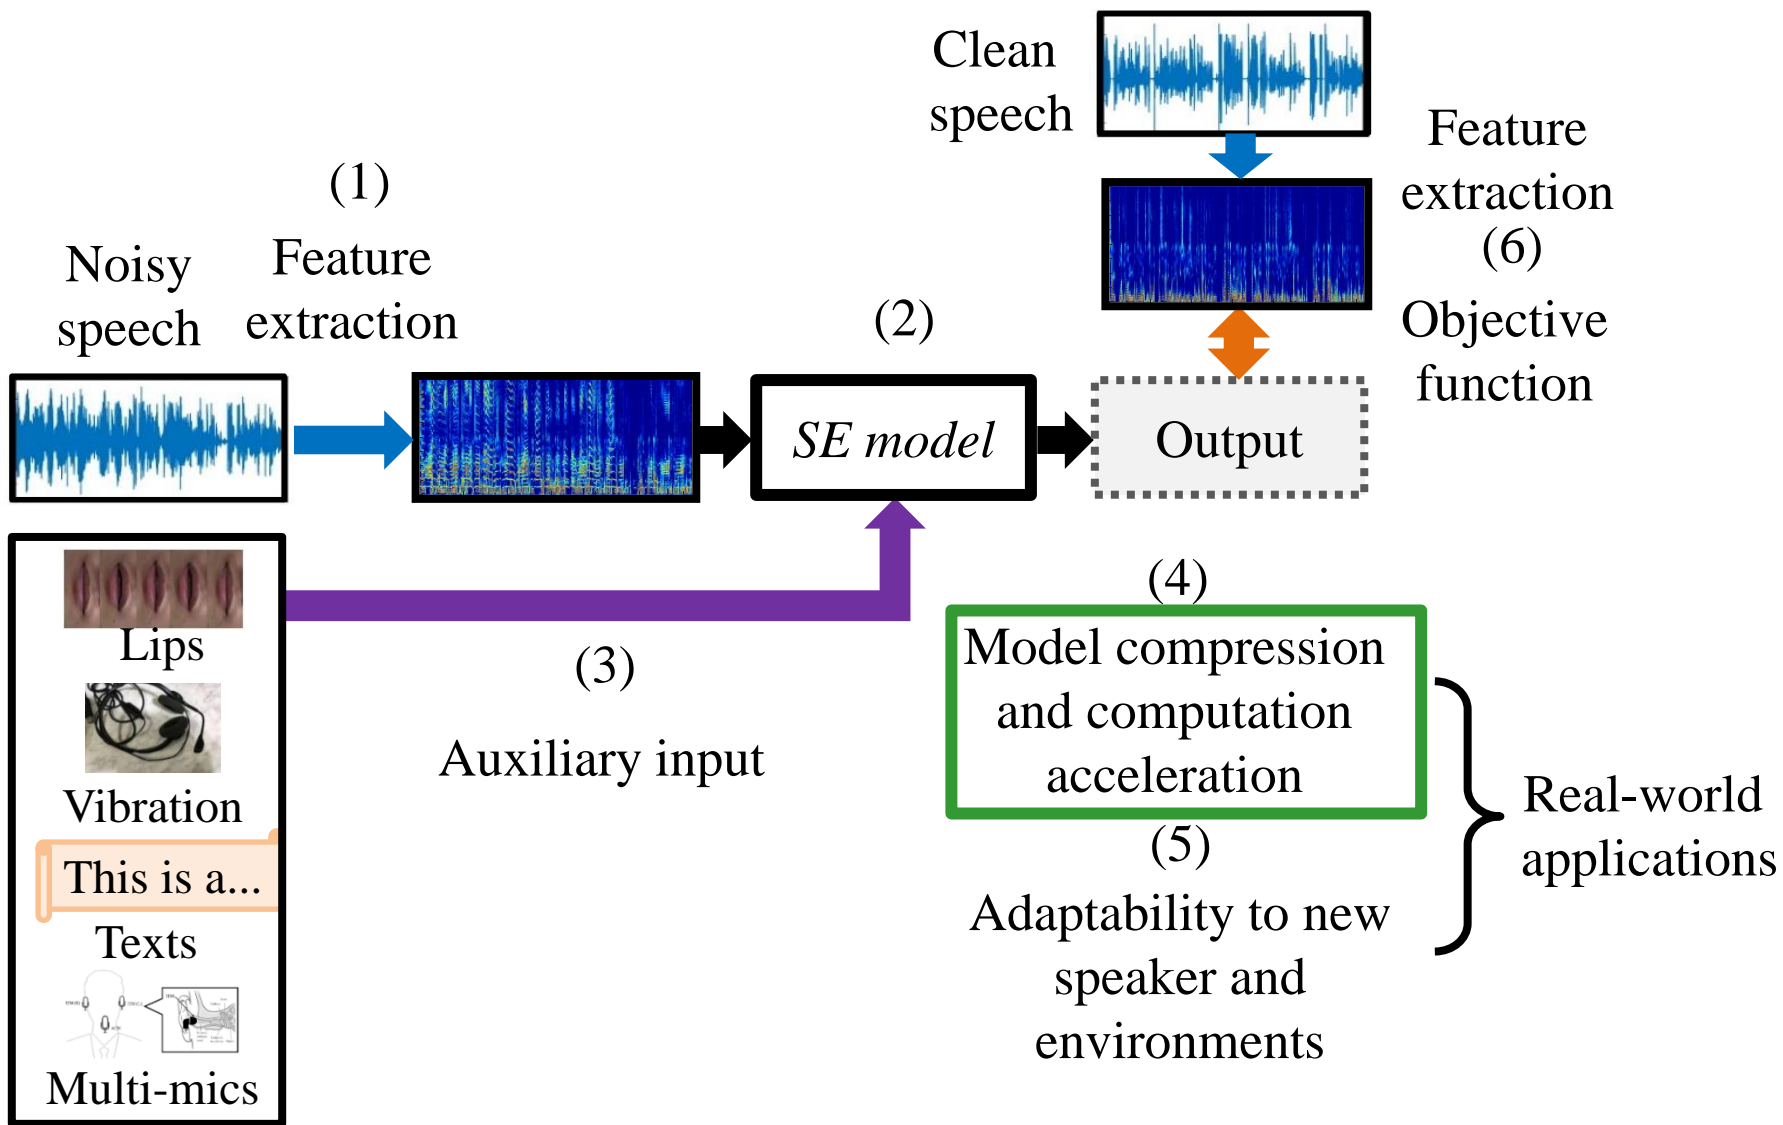 Clean
speech
Feature
extraction
(6)
Objective
function
(1)
Noisy
speech
Feature
extraction
(2)
SE model
Output
Lips
Vibration
This is a...
Texts
Multi-mics
(3)
Auxiliary input
(4)
Model compression
and computation
acceleration
(5)
Adaptability to new
speaker and
environments
Real-world
applications